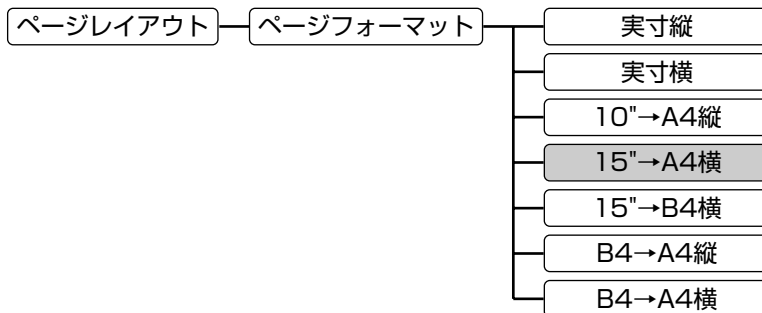 ページレイアウト ページフォーマット 実寸縦
実寸横
10"→A4縦
15"→A4横
15"→B4横
B4→A4縦
B4→A4横